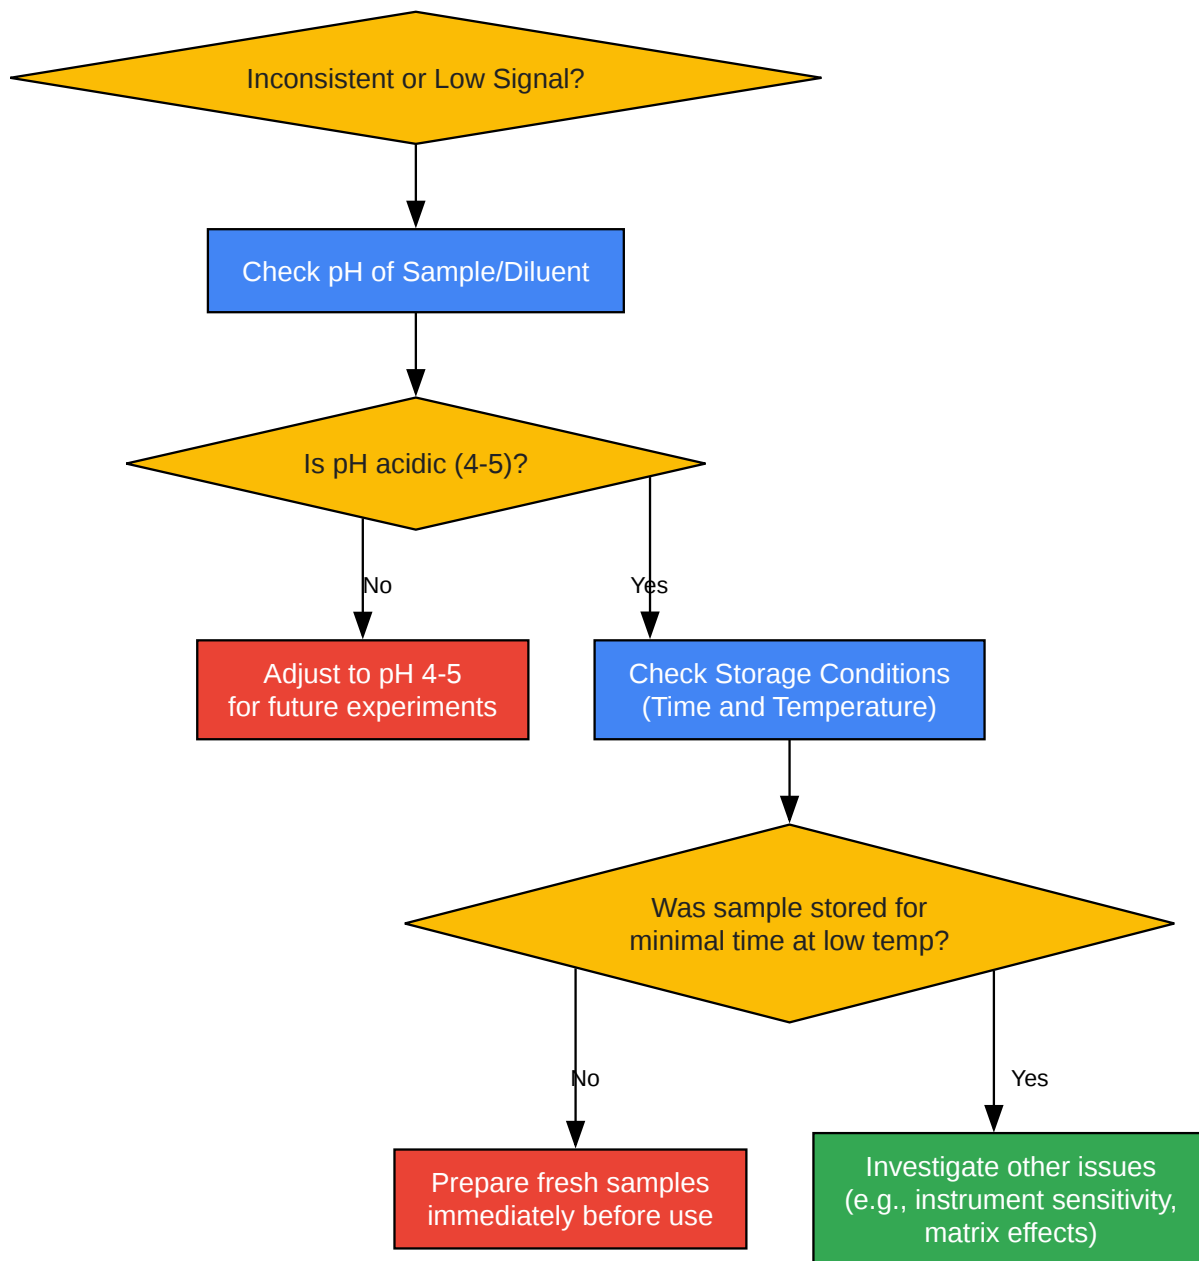 Inconsistent or Low Signal?
Check pH of Sample/Diluent
Is pH acidic (4-5)?
No
Yes
Adjust to pH 4-5
for future experiments
Check Storage Conditions
(Time and Temperature)
Was sample stored for
minimal time at low temp?
No
Yes
Prepare fresh samples
immediately before use
Investigate other issues
(e.g., instrument sensitivity,
matrix effects)